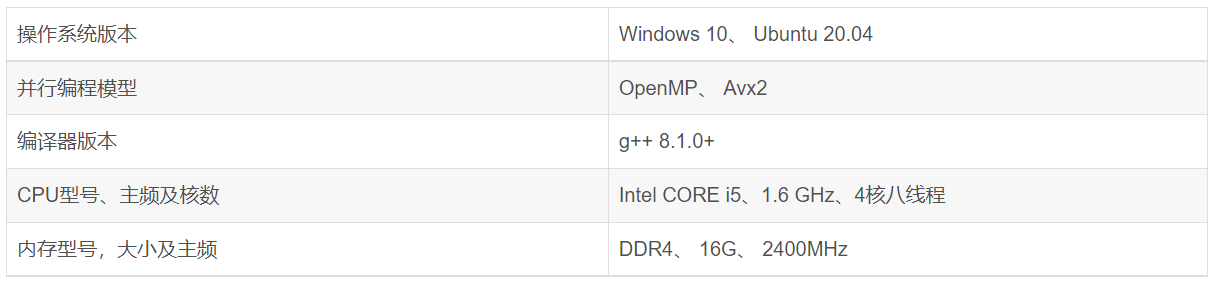 操作系统版本 Windows 10、 Ubuntu 20.04
并行编程模型 OpenMP、 Avx2
编译器版本 g++ 8.1.0+
CPU型号、主频及核数 Intel CORE i5、1.6 GHz、4核八线程
内存型号，大小及主频 DDR4、 16G、 2400MHz